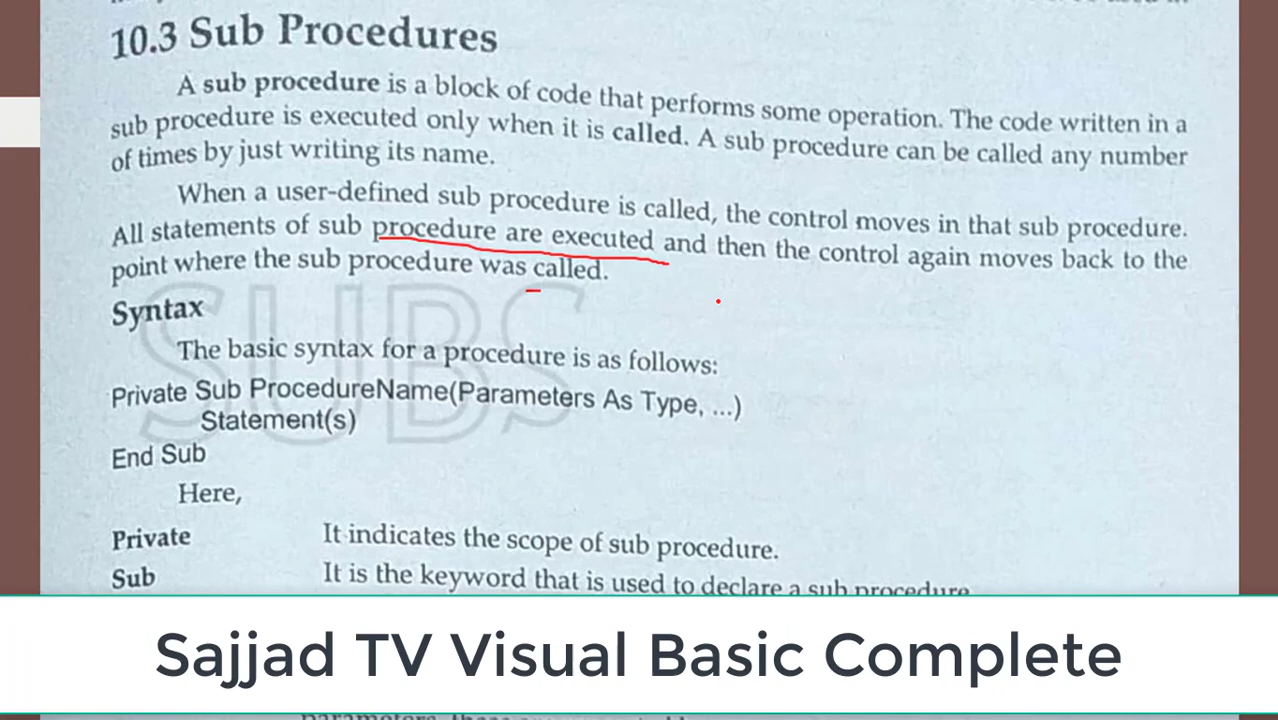 10.3 Sub Procedures
A sub procedure is a block of code that performs some operation. The code written in a
sub procedure is executed only when it is called. A sub procedure can be called any number
of times by just writing its name.
When a user-defined sub procedure is called, the control moves in that sub procedure.
All statements of sub procedure are executed and then the control again moves back to the
point where the sub procedure was called.
SUBS
Syntax
The basic syntax for a procedure is as follows:
Private Sub ProcedureName(Parameters As Type, ...)
Statement(s)
End Sub
Here,
Private It indicates the scope of sub procedure.
Sub It is the keyword that is used to declare a sub procedure
Sajjad TV Visual Basic Complete